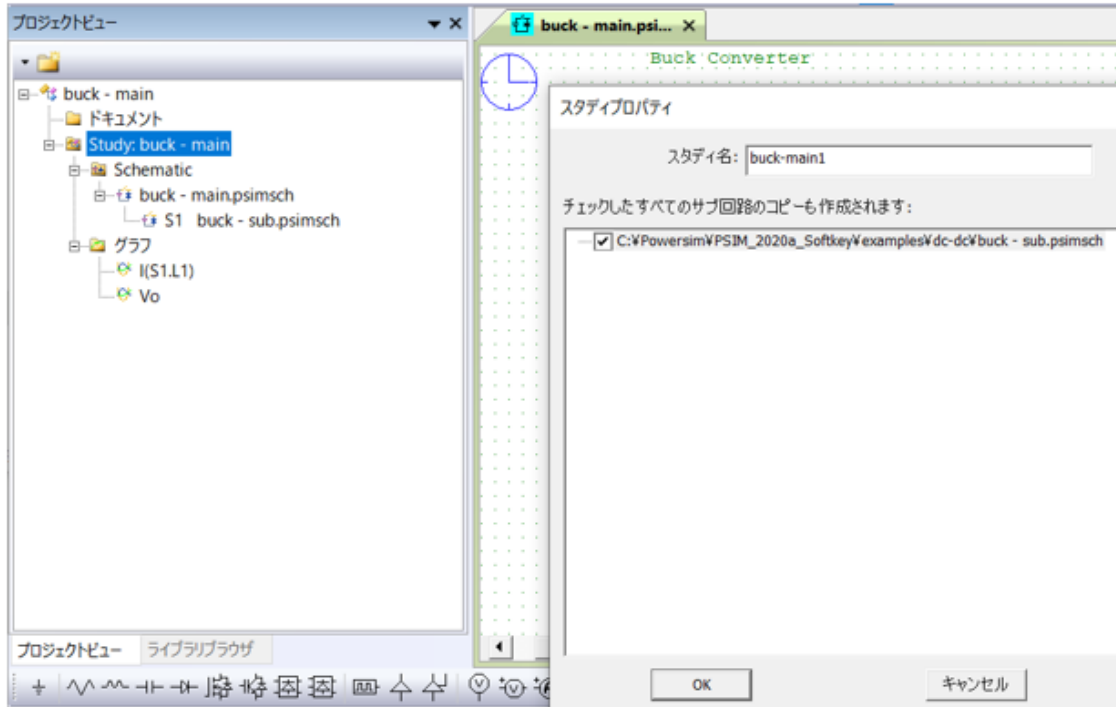 プロジェクトビュー
buck - main
ドキュメント
Study: buck - main
Schematic
buck - main.psimsch
S1 buck - sub.psimsch
グラフ
I(S1.L1)
Vo
プロジェクトビュー ライブラリブラウザ
buck - main.psi...
Buck Converter
スタディプロパティ
スタディ名: buck-main1
チェックしたすべてのサブ回路のコピーも作成されます:
C:¥Powersim¥PSIM_2020a_Softkey¥examples¥dc-dc¥buck - sub.psimsch
OK キャンセル